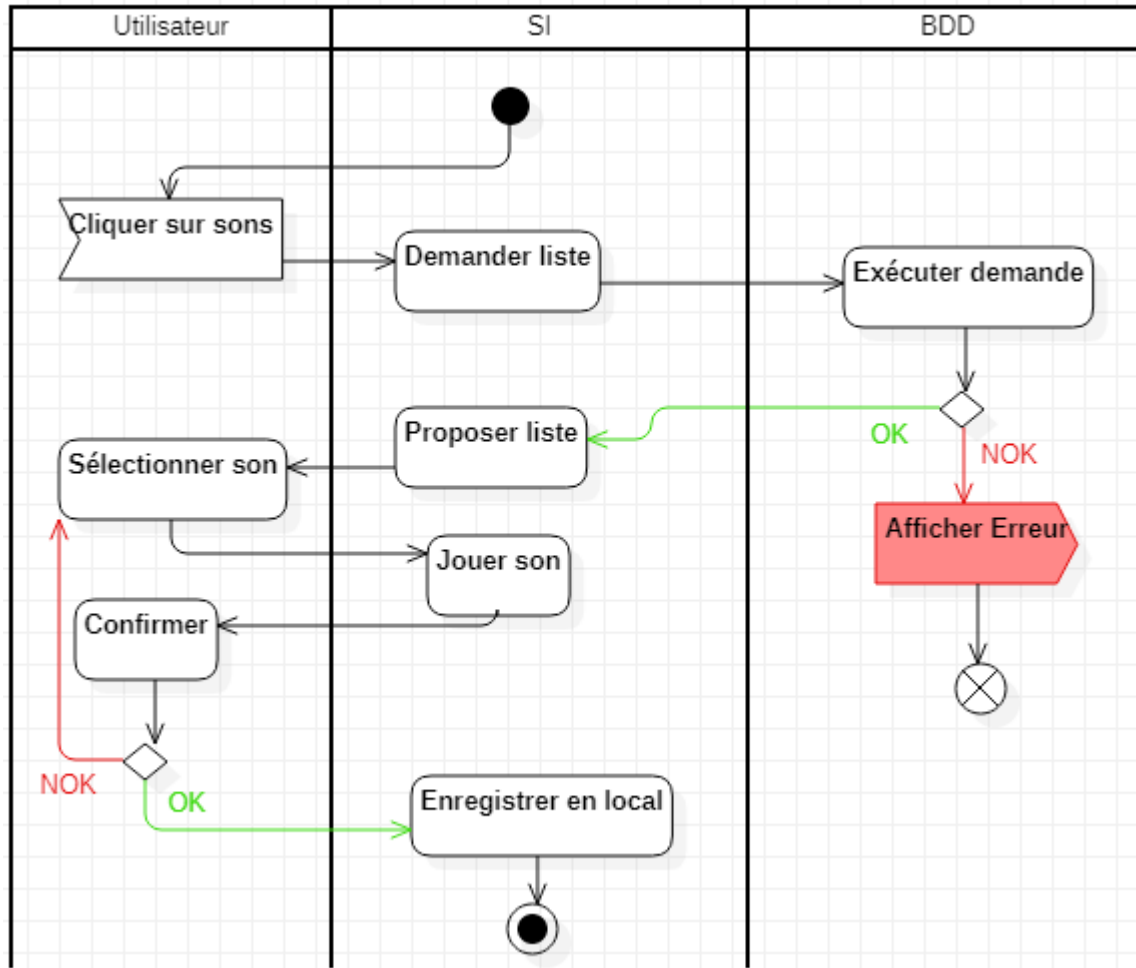 Utilisateur
SI
BDD
Cliquer sur sons
Demander liste
Exécuter demande
Proposer liste
OK
NOK
Sélectionner son
Afficher Erreur
Jouer son
Confirmer
NOK
OK
Enregistrer en local